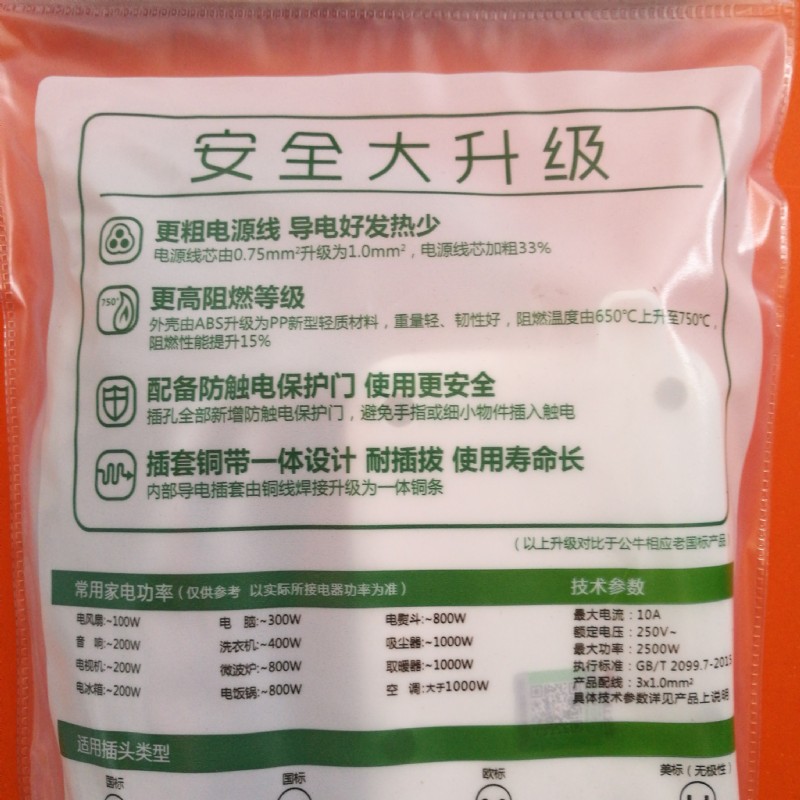 安全大升级
更粗电源线 导电好发热少
电源线芯由0.75mm²升级为1.0mm²，电源线芯加粗33%
750°
更高阻燃等级
外壳由ABS升级为PP新型轻质材料，重量轻、韧性好，阻燃温度由650℃上升至750℃，
阻燃性能提升15%
配备防触电保护门 使用更安全
插孔全部新增防触电保护门，避免手指或细小物件插入触电
插套铜带一体设计 耐插拔 使用寿命长
内部导电插套由铜线焊接升级为一体铜条
（以上升级对比于公牛相应老国标产品
常用家电功率（仅供参考 以实际所接电器功率为准） 技术参数
电风扇:~100W 电 脑:~300W 电熨斗:~800W 最大电流：10A
音 响:~200W 洗衣机:~400W 吸尘器:~1000W 额定电压：250V~
电视机:~200W 微波炉:~800W 取暖器:~1000W 最大功率：2500W
电冰箱:~200W 电饭锅:~800W 空 调:大于1000W 执行标准：GB/T 2099.7-2015
产品配线：3x1.0mm²
具体技术参数详见产品上说明
适用插头类型
国标 国标 欧标 美标（无极性）